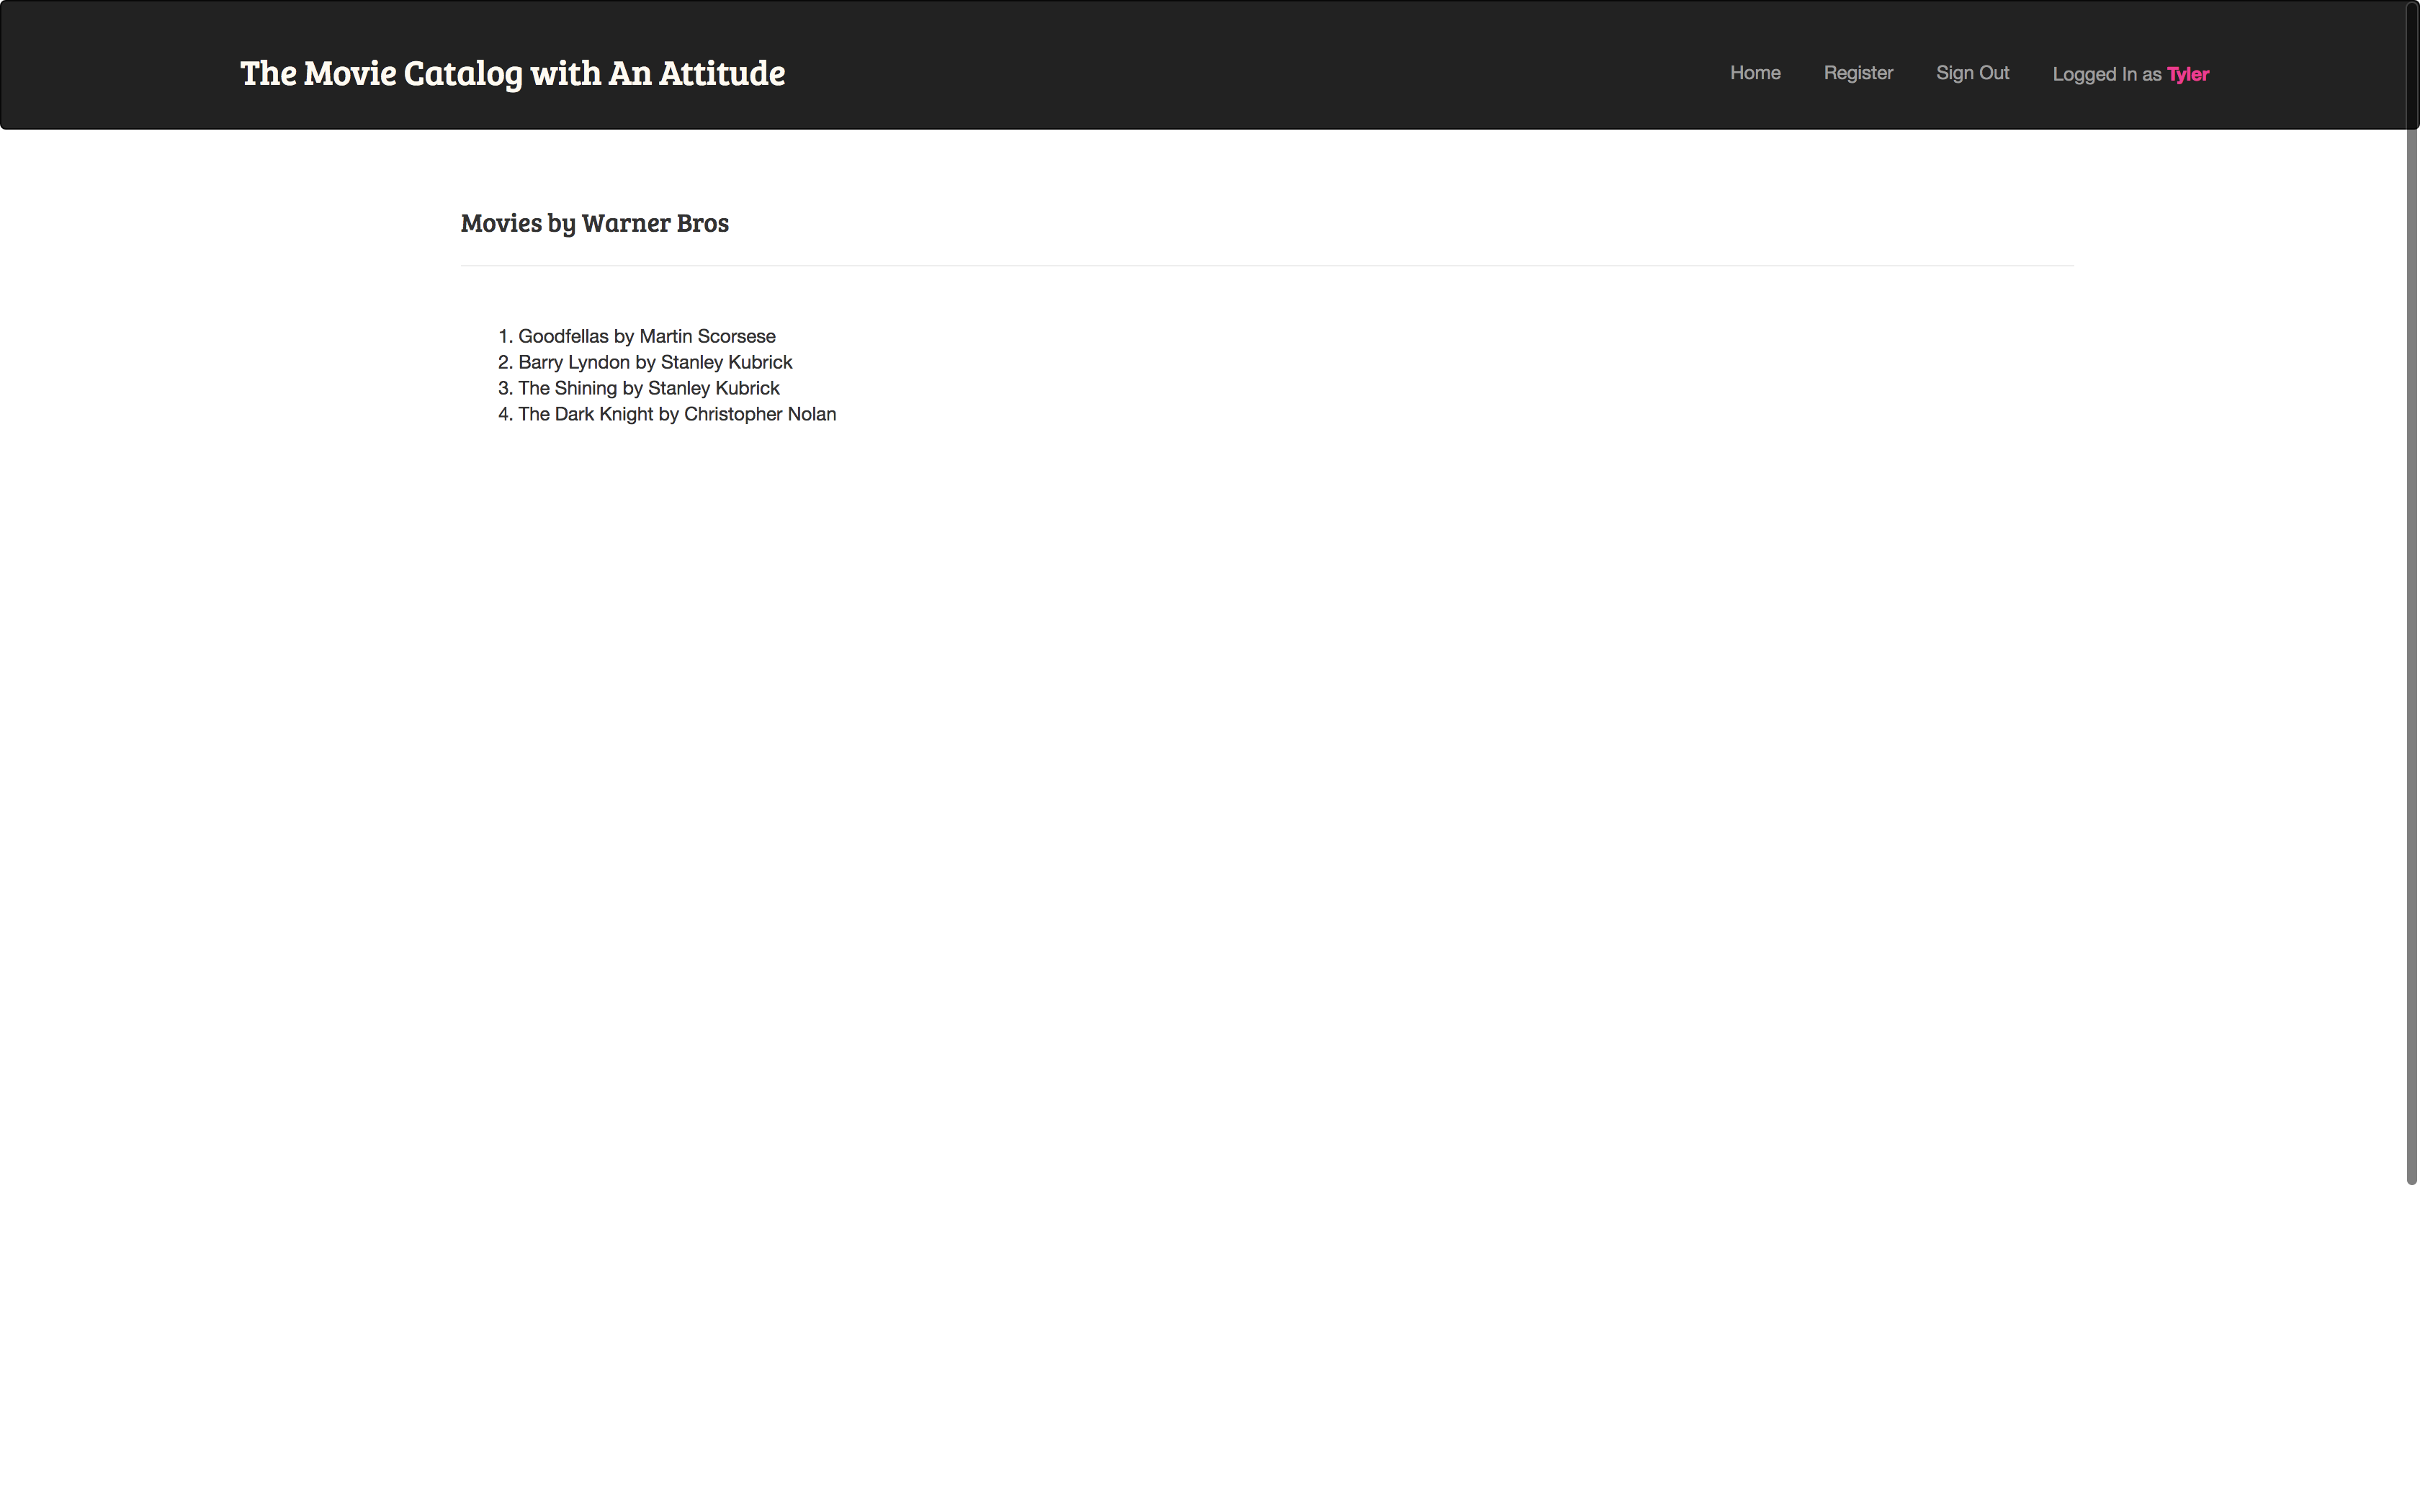 The Movie Catalog with An Attitude
Home Register Sign Out Logged In as Tyler
Movies by Warner Bros
1. Goodfellas by Martin Scorsese
2. Barry Lyndon by Stanley Kubrick
3. The Shining by Stanley Kubrick
4. The Dark Knight by Christopher Nolan